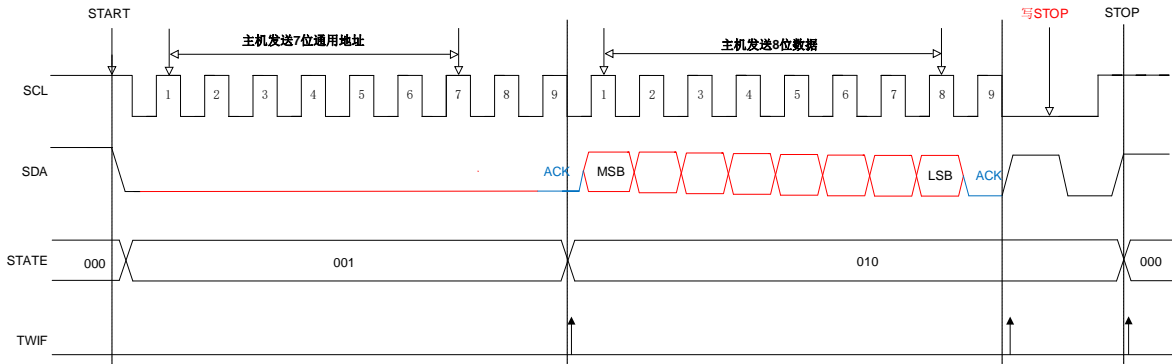 START
写STOP
STOP
主机发送7位通用地址
主机发送8位数据
SCL
1 2 3 4 5 6 7 8 9 1 2 3 4 5 6 7 8 9
SDA
ACK MSB LSB ACK
STATE
000 001 010 000
TWIF